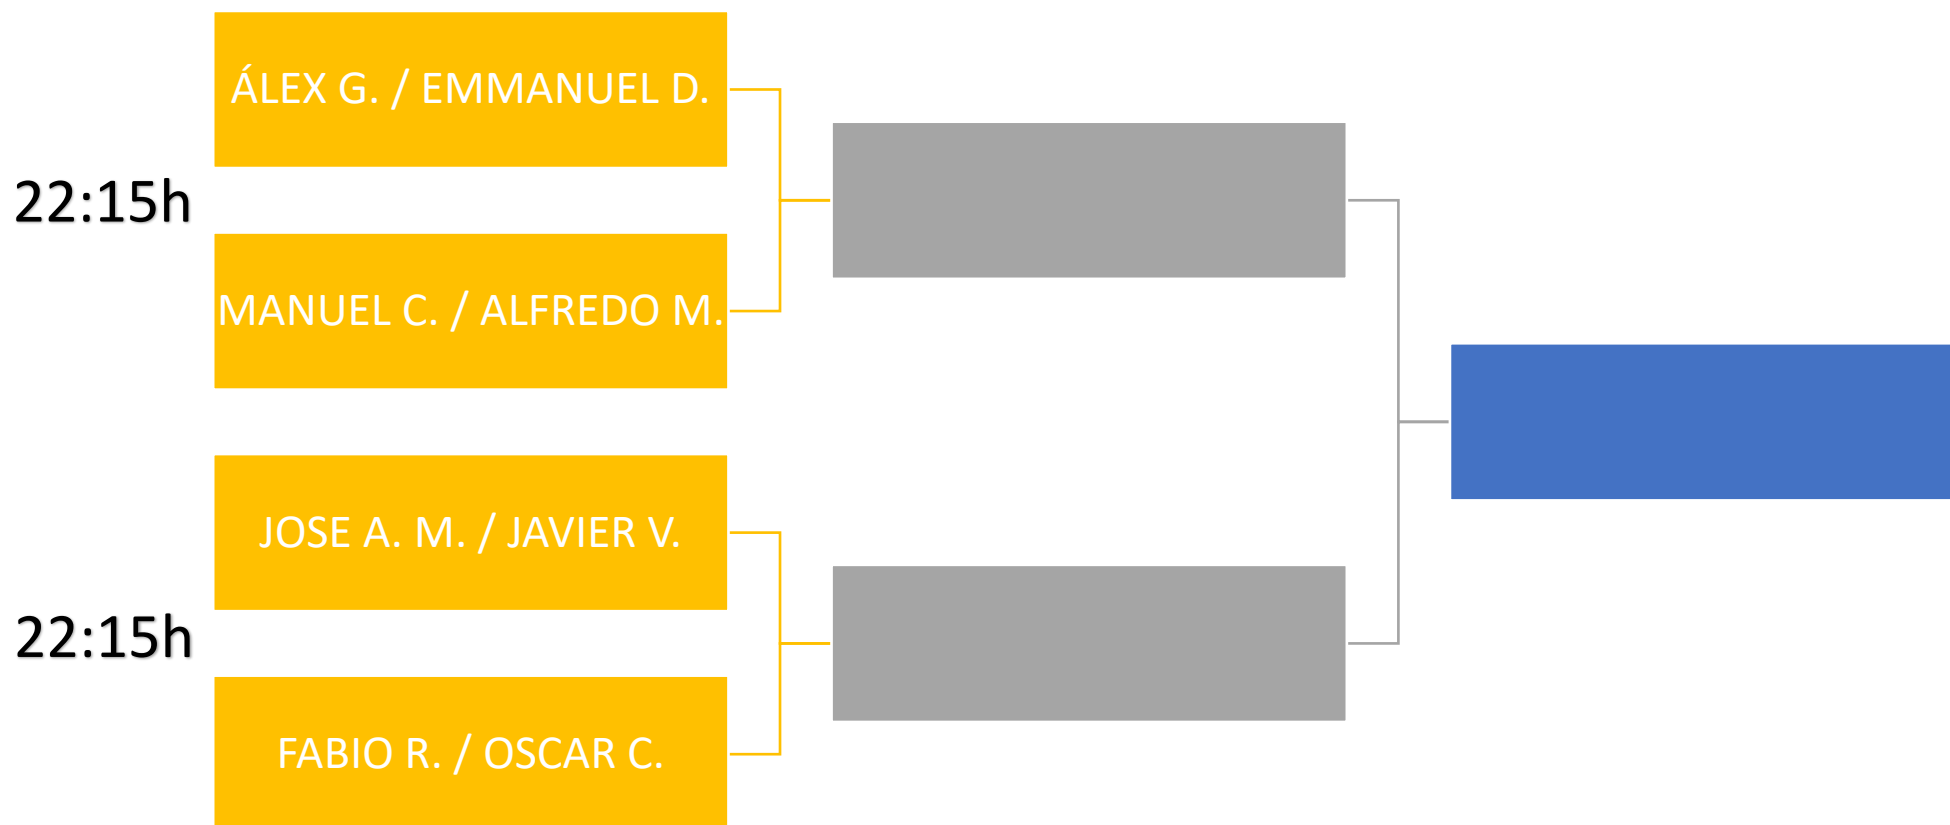 ÁLEX G. / EMMANUEL D.
22:15h
MANUEL C. / ALFREDO M.
JOSE A. M. / JAVIER V.
22:15h
FABIO R. / OSCAR C.